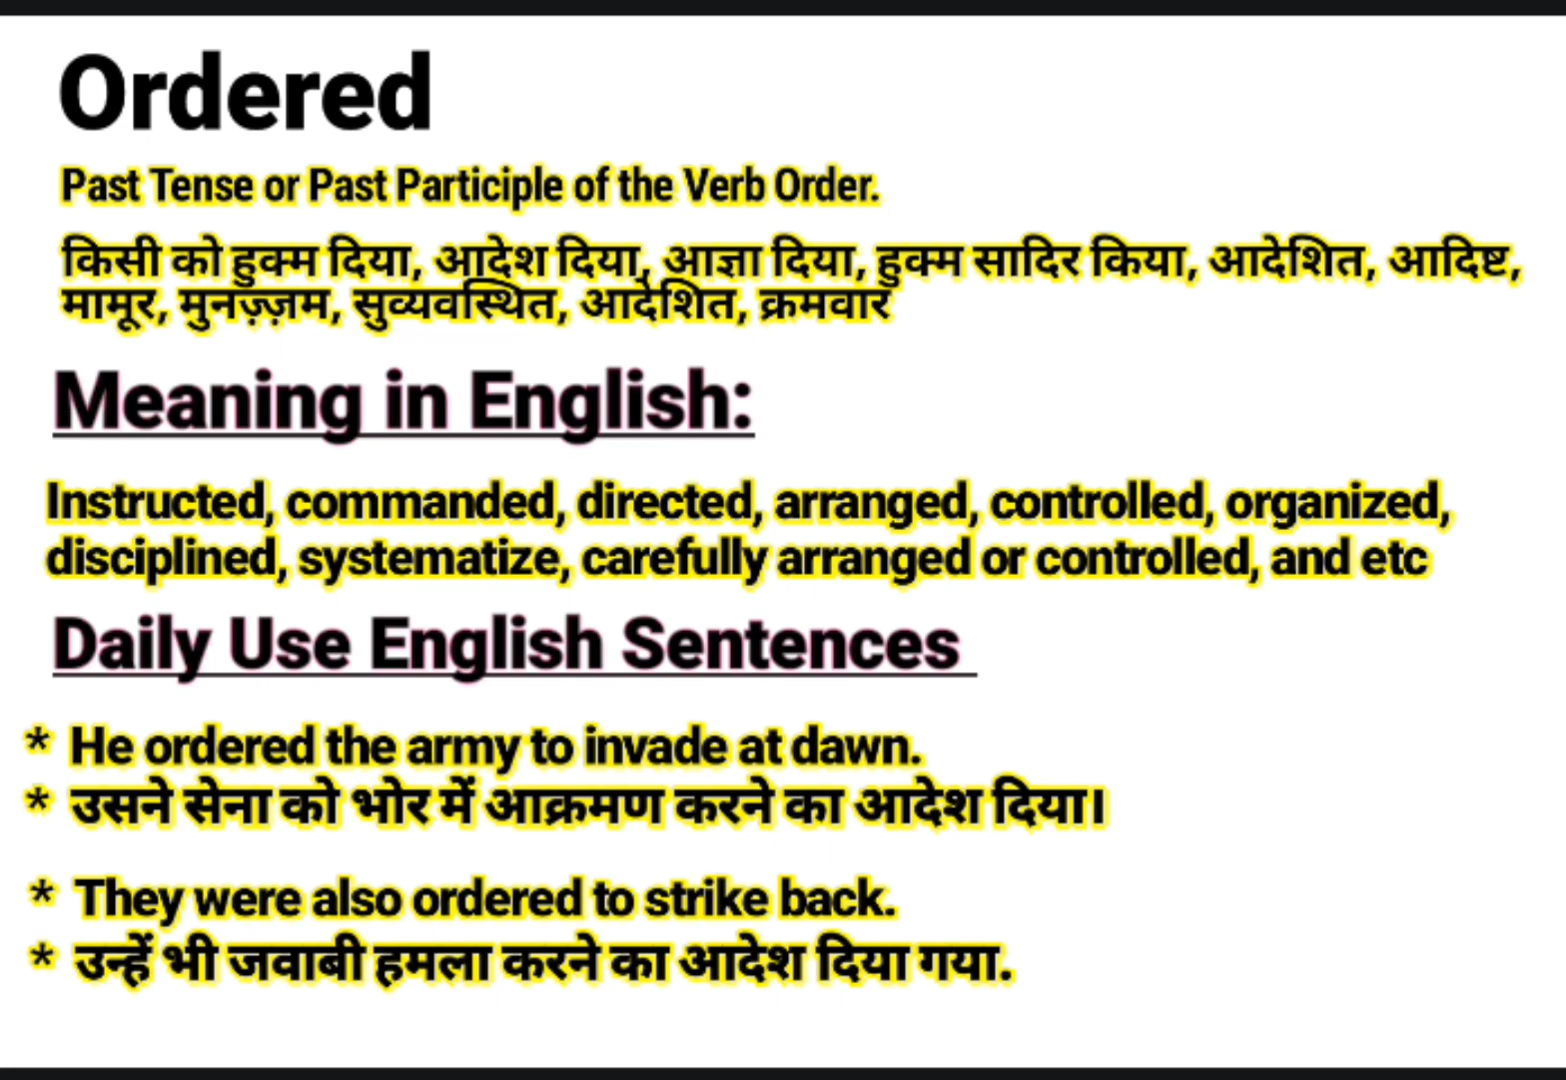 Ordered
Past Tense or Past Participle of the Verb Order.
किसी को हुक्म दिया, आदेश दिया, आज्ञा दिया, हुक्म सादिर किया, आदेशित, आदिष्ट,
मामूर, मुनज़्ज़म, सुव्यवस्थित, आदेशित, क्रमवार
Meaning in English:
Instructed, commanded, directed, arranged, controlled, organized,
disciplined, systematize, carefully arranged or controlled, and etc
Daily Use English Sentences
* He ordered the army to invade at dawn.
* उसने सेना को भोर में आक्रमण करने का आदेश दिया।
* They were also ordered to strike back.
* उन्हें भी जवाबी हमला करने का आदेश दिया गया.